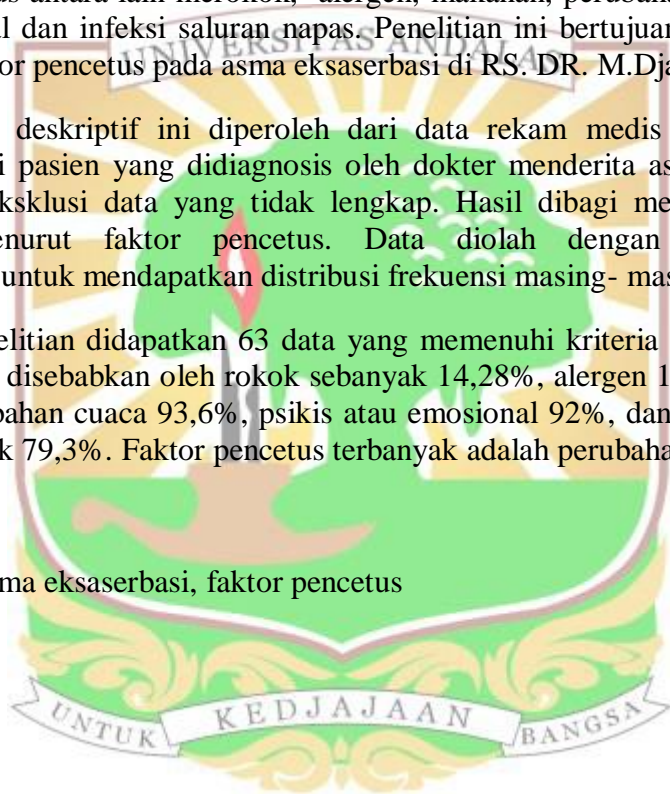 us antara lain merokok, alergen, makanan, perubah
l dan infeksi saluran napas. Penelitian ini bertujuan
UNIVERSITAS ANDALAS
or pencetus pada asma eksaserbasi di RS. DR. M.Dja
deskriptif ini diperoleh dari data rekam medis
i pasien yang didiagnosis oleh dokter menderita as
ksklusi data yang tidak lengkap. Hasil dibagi me
enurut faktor pencetus. Data diolah dengan
untuk mendapatkan distribusi frekuensi masing- mas
elitian didapatkan 63 data yang memenuhi kriteria
disebabkan oleh rokok sebanyak 14,28%, alergen 1
bahan cuaca 93,6%, psikis atau emosional 92%, dan
k 79,3%. Faktor pencetus terbanyak adalah perubaha
ma eksaserbasi, faktor pencetus
UNTUK KEDJAJAAN BANGSA